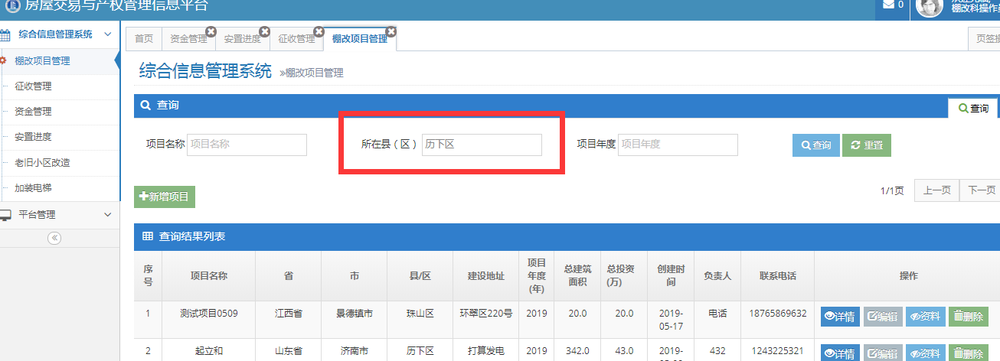 房屋交易与产权管理信息平台
0
棚改科操作员
综合信息管理系统
棚改项目管理
征收管理
资金管理
安置进度
老旧小区改造
加装电梯
平台管理
首页 资金管理 安置进度 征收管理 棚改项目管理
综合信息管理系统 »棚改项目管理
查询 查询
项目名称 项目名称 所在县（区） 历下区 项目年度 项目年度 查询 重置
新增项目 1/1页 上一页 下一页
查询结果列表
序号 项目名称 省 市 县/区 建设地址 项目年度(年) 总建筑面积 总投资(万) 创建时间 负责人 联系电话 操作
1 测试项目0509 江西省 景德镇市 珠山区 环翠区220号 2019 20.0 20.0 2019-05-17 电话 18765869632 详情 编辑 资料 删除
2 起立和 山东省 济南市 历下区 打算发电 2019 342.0 43.0 2019- 432 1243225321 详情 编辑 资料 删除